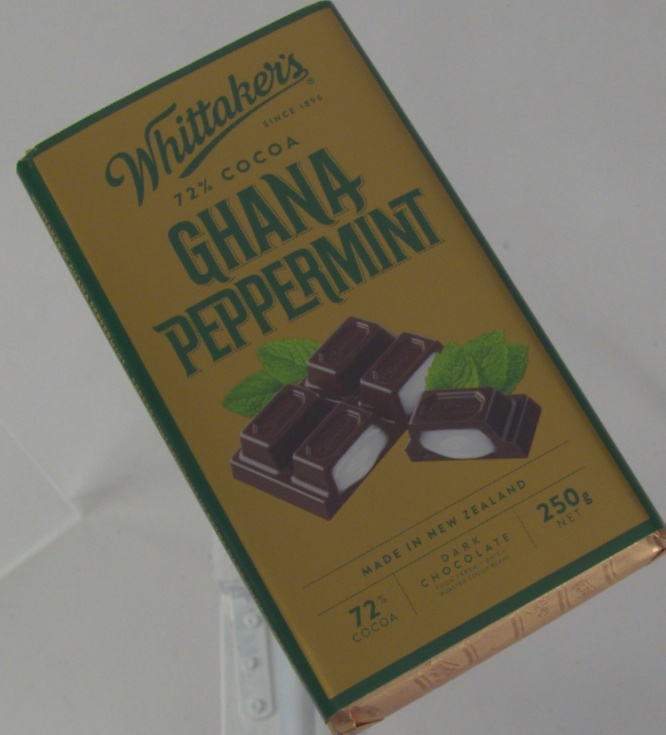 Whittaker's®
SINCE 1896
72% COCOA
GHANA
PEPPERMINT
MADE IN NEW ZEALAND
72%
COCOA
DARK
CHOCOLATE
250g
NET